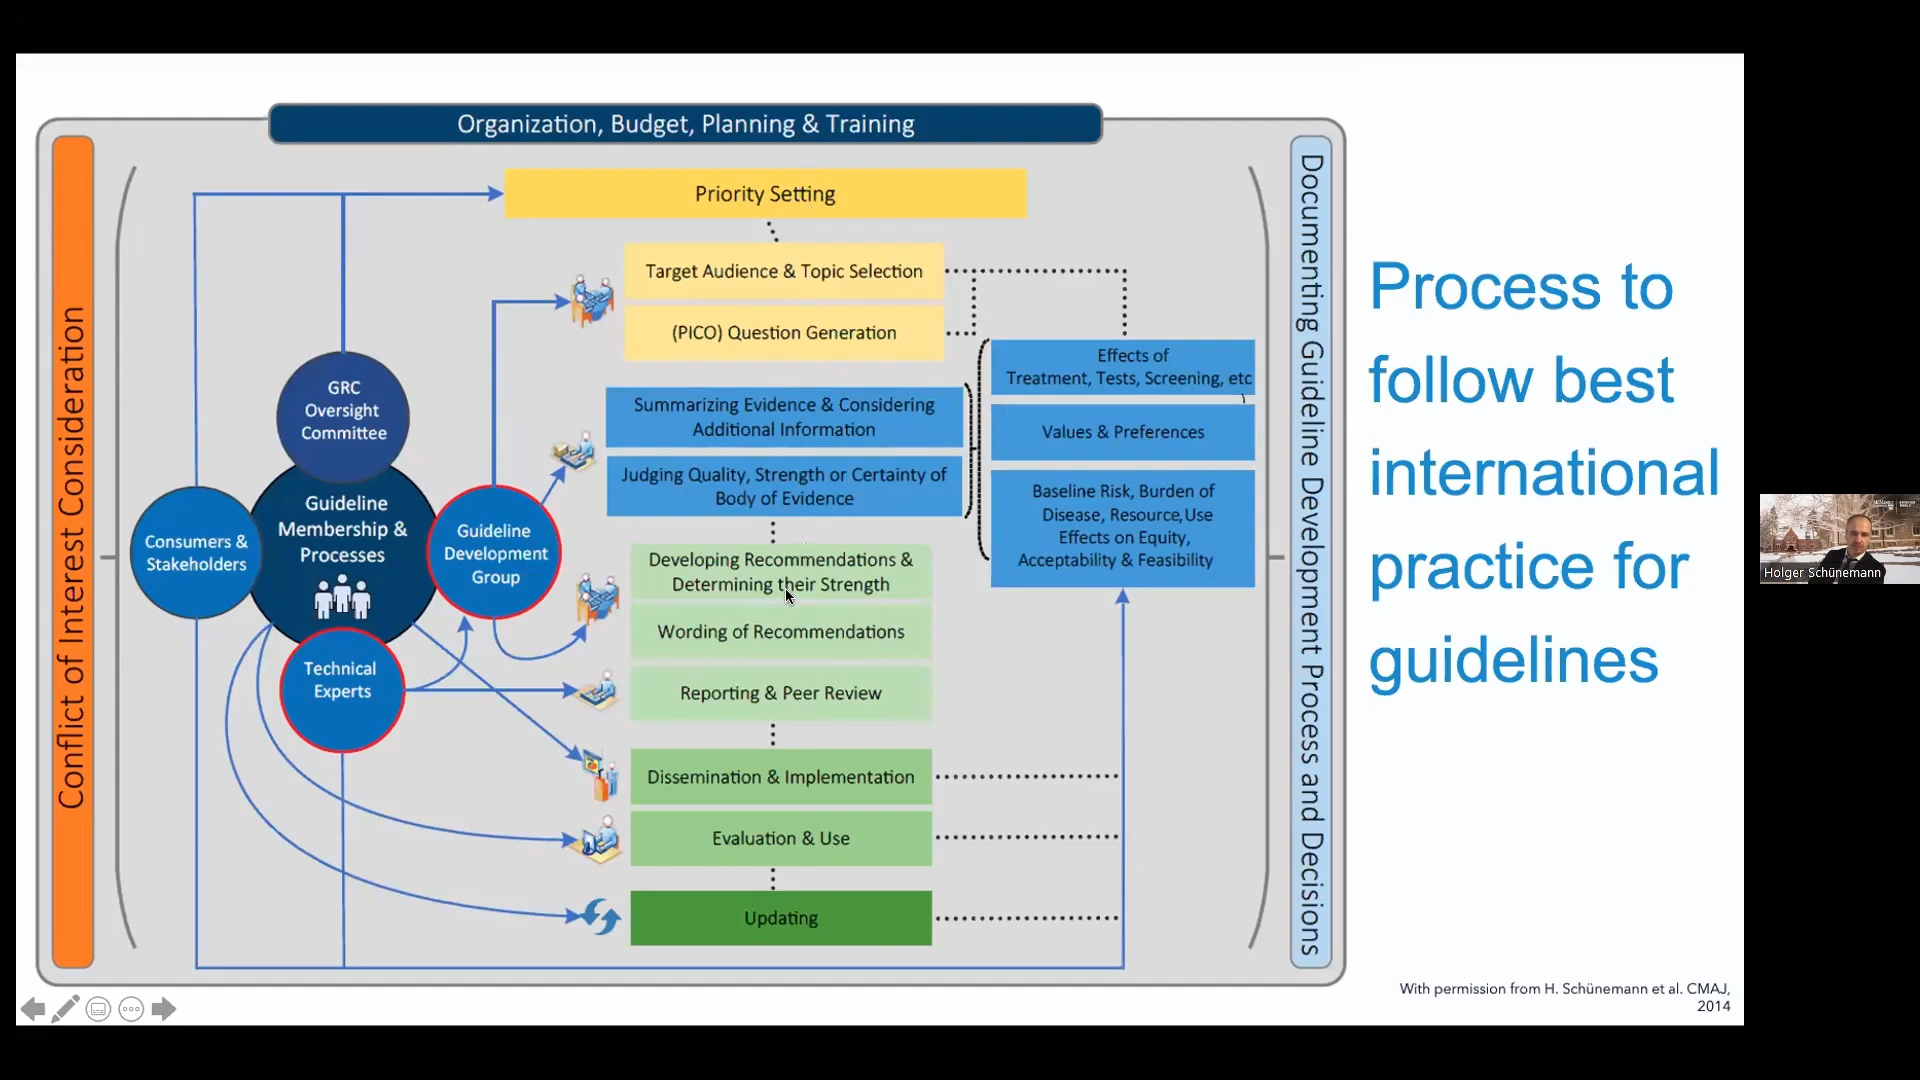 Organization, Budget, Planning & Training
Conflict of Interest Consideration
Documenting Guideline Development Process and Decisions
Priority Setting
Target Audience & Topic Selection
(PICO) Question Generation
Effects of
Treatment, Tests, Screening, etc
Values & Preferences
Baseline Risk, Burden of
Disease, Resource,Use
Effects on Equity,
Acceptability & Feasibility
Summarizing Evidence & Considering
Additional Information
Judging Quality, Strength or Certainty of
Body of Evidence
GRC
Oversight
Committee
Guideline
Membership &
Processes
Consumers &
Stakeholders
Guideline
Development
Group
Technical
Experts
Developing Recommendations &
Determining their Strength
Wording of Recommendations
Reporting & Peer Review
Dissemination & Implementation
Evaluation & Use
Updating
Process to
follow best
international
practice for
guidelines
With permission from H. Schünemann et al. CMAJ,
2014
Holger Schünemann